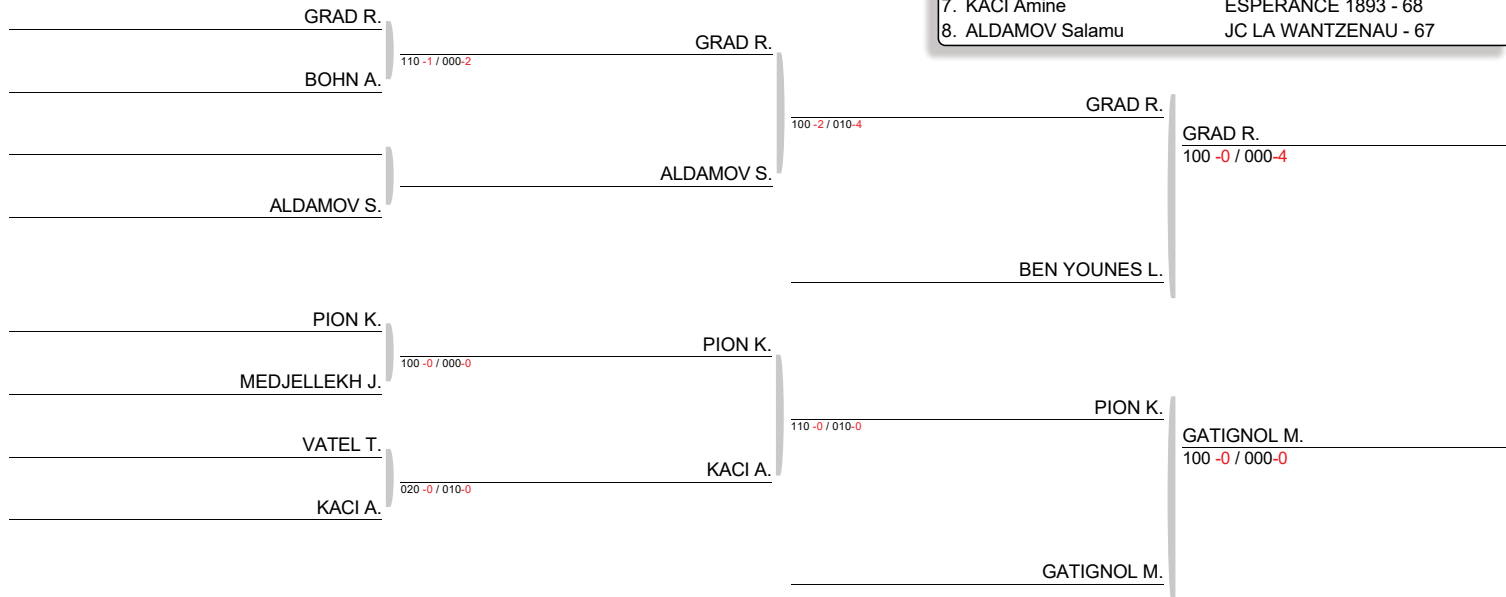 7. KACI Amine ESPERANCE 1893 - 68
8. ALDAMOV Salamu JC LA WANTZENAU - 67
GRAD R.
BOHN A.
GRAD R.
110 -1 / 000-2
ALDAMOV S.
ALDAMOV S.
GRAD R.
100 -2 / 010-4
BEN YOUNES L.
GRAD R.
100 -0 / 000-4
PION K.
MEDJELLEKH J.
PION K.
100 -0 / 000-0
VATEL T.
KACI A.
KACI A.
020 -0 / 010-0
PION K.
110 -0 / 010-0
GATIGNOL M.
GATIGNOL M.
100 -0 / 000-0